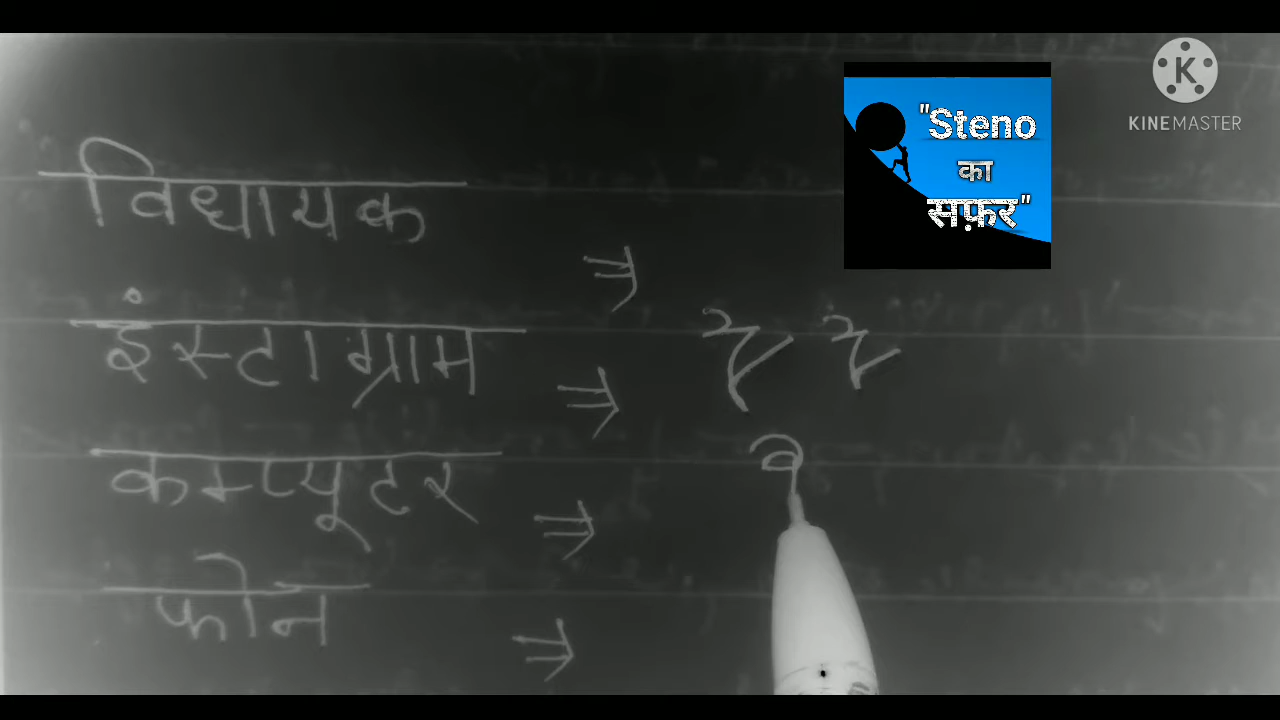 "Steno
का
सफ़र"
K
KINEMASTER
विधायक ⇒
इंस्टाग्राम ⇒
कम्प्यूटर ⇒
फोन ⇒